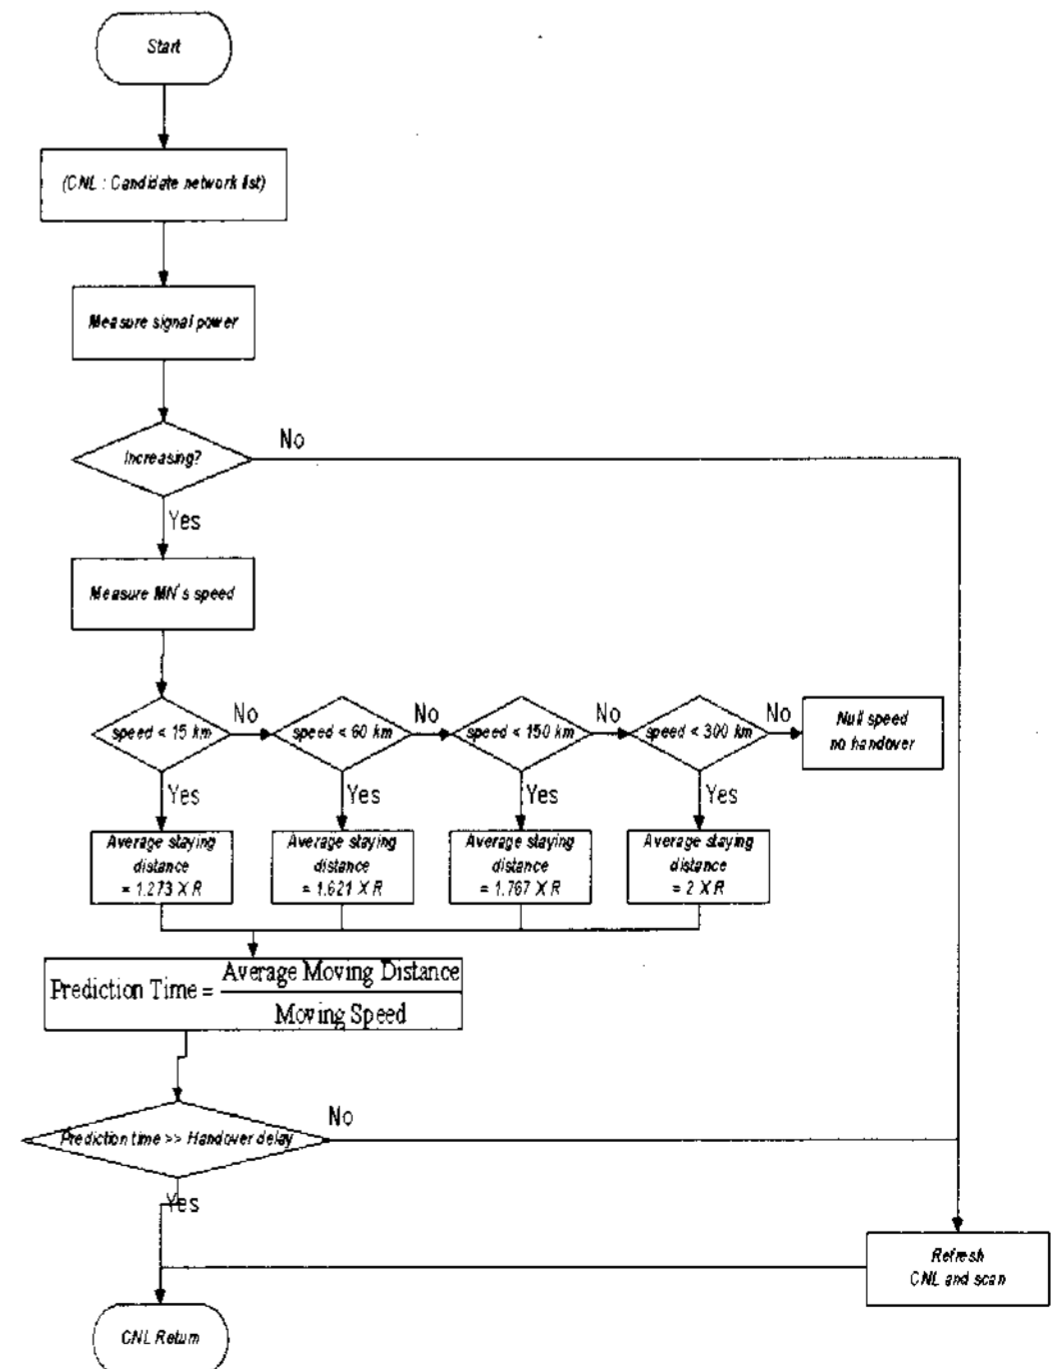 Start
(CNL : Candidate network list)
Measure signal power
Increasing?
No
Yes
Measure MN's speed
speed < 15 km
No
speed < 60 km
No
speed < 150 km
No
speed < 300 km
No
Null speed
no handover
Yes
Yes
Yes
Yes
Average staying
distance
= 1.273 X R
Average staying
distance
= 1.621 X R
Average staying
distance
= 1.767 X R
Average staying
distance
= 2 X R
Prediction Time = Average Moving Distance
Moving Speed
Prediction time >> Handover delay
No
Yes
Refresh
CNL and scan
CNL Return